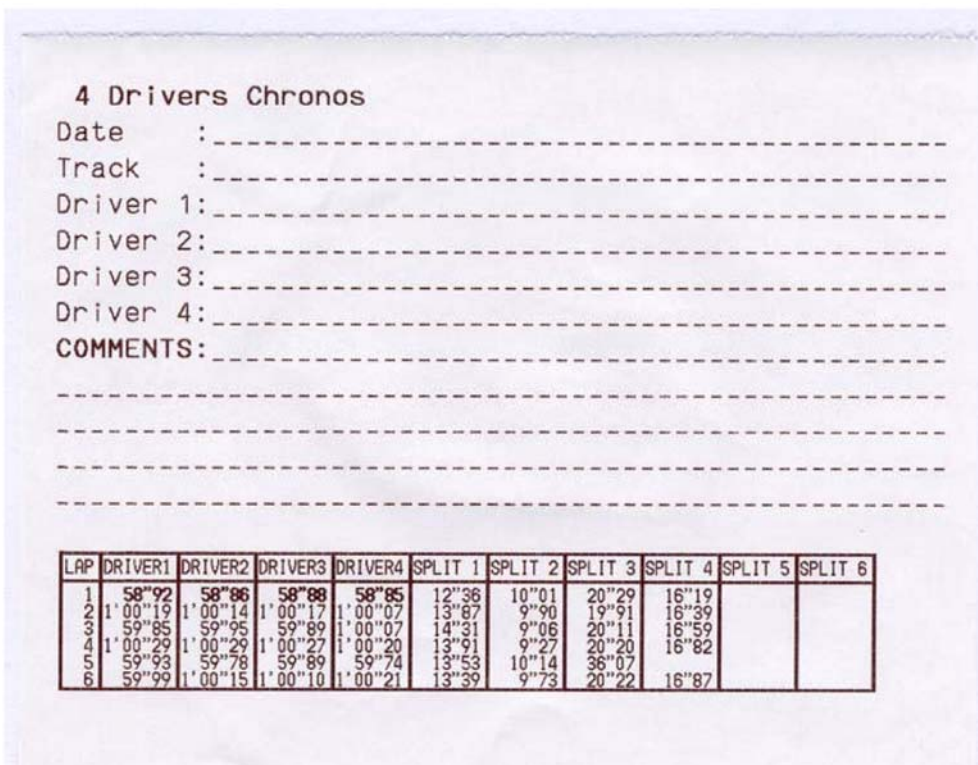 4 Drivers Chronos
Date :
Track :
Driver 1:
Driver 2:
Driver 3:
Driver 4:
COMMENTS:
LAP DRIVER1 DRIVER2 DRIVER3 DRIVER4 SPLIT 1 SPLIT 2 SPLIT 3 SPLIT 4 SPLIT 5 SPLIT 6
1 58"92 58"86 58"88 58"85 12"36 10"01 20"29 16"19
2 1'00"19 1'00"14 1'00"17 1'00"07 13"87 9"90 19"91 16"39
3 59"85 59"95 59"89 1'00"07 14"31 9"06 20"11 16"59
4 1'00"29 1'00"29 1'00"27 1'00"20 13"91 9"27 20"20 16"82
5 59"93 59"78 59"89 59"74 13"53 10"14 36"07
6 59"99 1'00"15 1'00"10 1'00"21 13"39 9"73 20"22 16"87